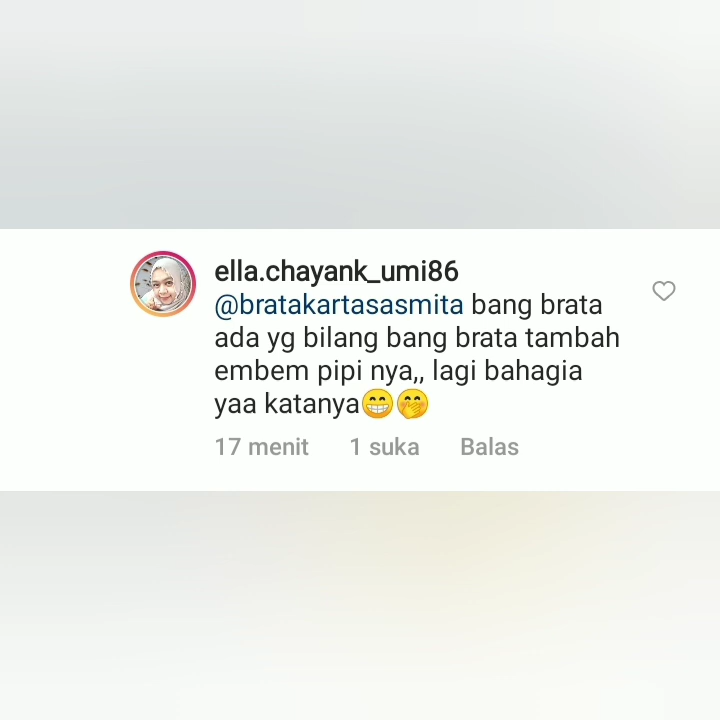 ella.chayank_umi86
@bratakartasasmita bang brata
ada yg bilang bang brata tambah
embem pipi nya,, lagi bahagia
yaa katanya😁🤭
17 menit 1 suka Balas